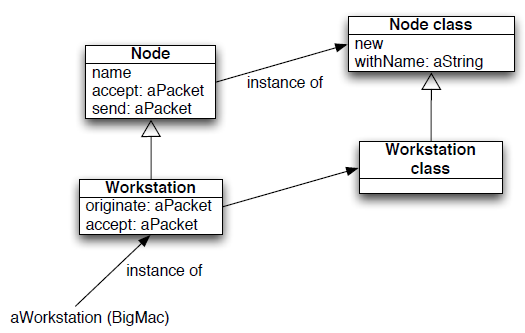 Node class
new
withName: aString
Node
name
accept: aPacket
send: aPacket
instance of
Workstation
class
Workstation
originate: aPacket
accept: aPacket
instance of
aWorkstation (BigMac)